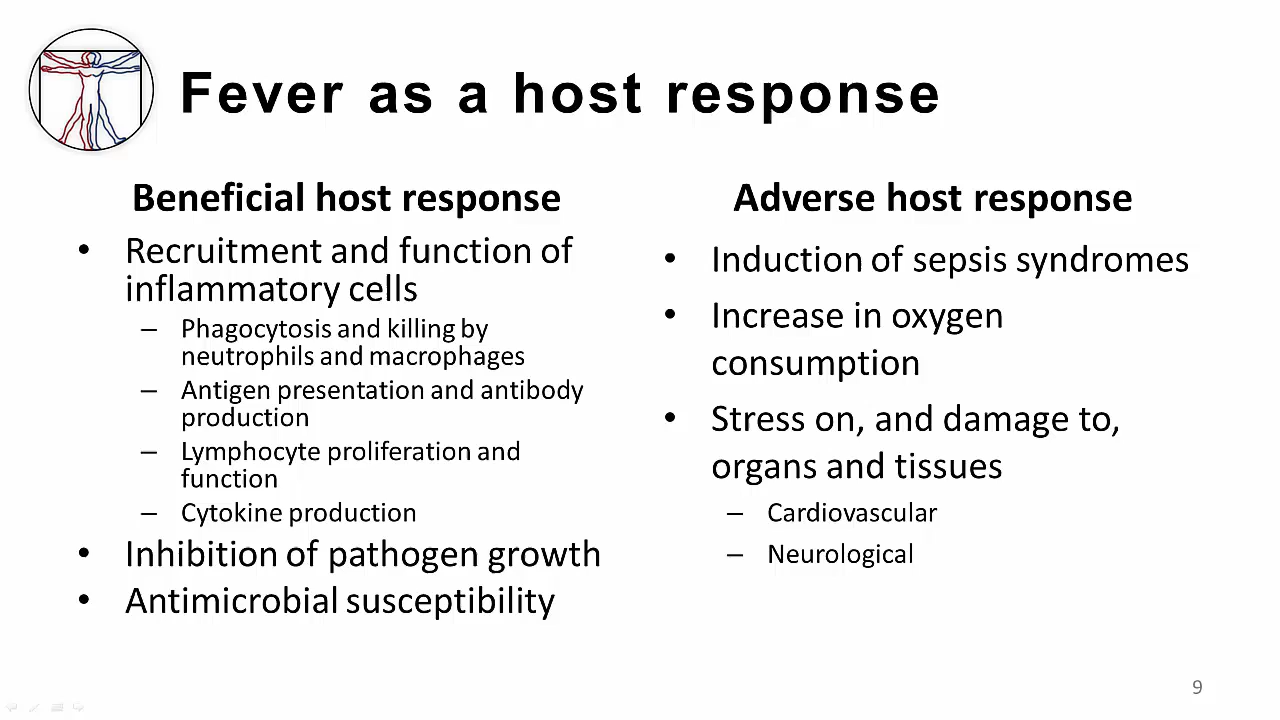 Fever as a host response
Beneficial host response
• Recruitment and function of
inflammatory cells
– Phagocytosis and killing by
neutrophils and macrophages
– Antigen presentation and antibody
production
– Lymphocyte proliferation and
function
– Cytokine production
• Inhibition of pathogen growth
• Antimicrobial susceptibility
Adverse host response
• Induction of sepsis syndromes
• Increase in oxygen
consumption
• Stress on, and damage to,
organs and tissues
– Cardiovascular
– Neurological
9